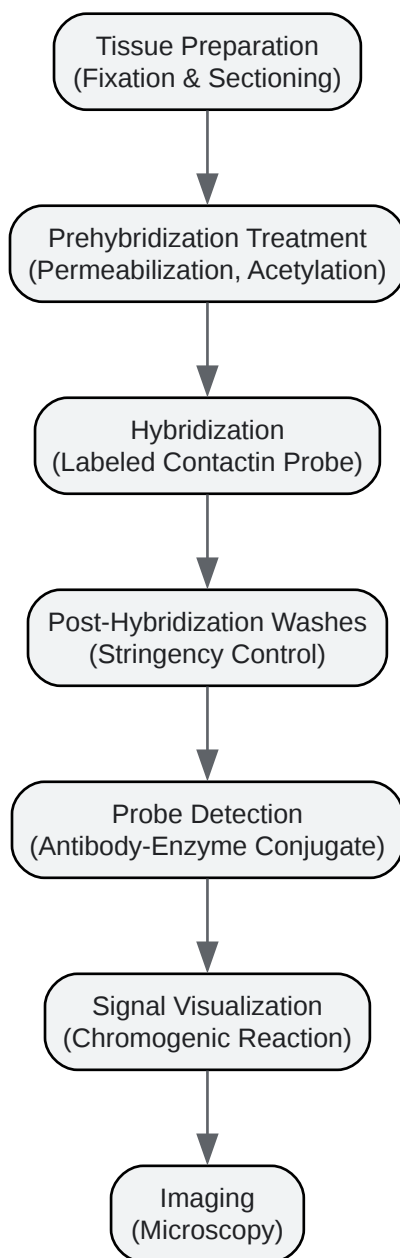 Tissue Preparation
(Fixation & Sectioning)
Prehybridization Treatment
(Permeabilization, Acetylation)
Hybridization
(Labeled Contactin Probe)
Post-Hybridization Washes
(Stringency Control)
Probe Detection
(Antibody-Enzyme Conjugate)
Signal Visualization
(Chromogenic Reaction)
Imaging
(Microscopy)